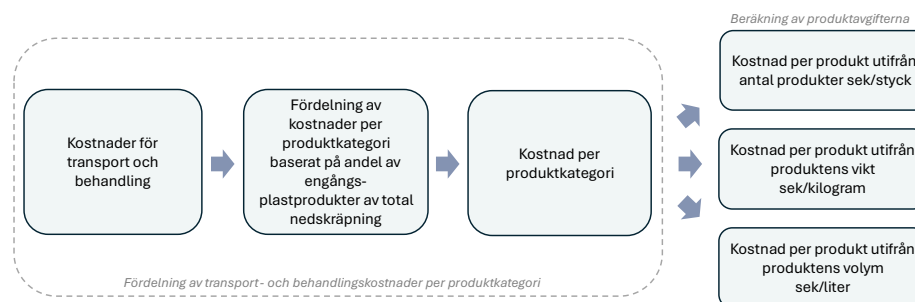 Beräkning av produktavgifterna
Kostnader för
transport och
behandling
Fördelning av
kostnader per
produktkategori
baserat på andel av
engångs-
plastprodukter av total
nedskräpning
Kostnad per
produktkategori
Fördelning av transport- och behandlingskostnader per produktkategori
Kostnad per produkt utifrån
antal produkter sek/styck
Kostnad per produkt utifrån
produktens vikt
sek/kilogram
Kostnad per produkt utifrån
produktens volym
sek/liter